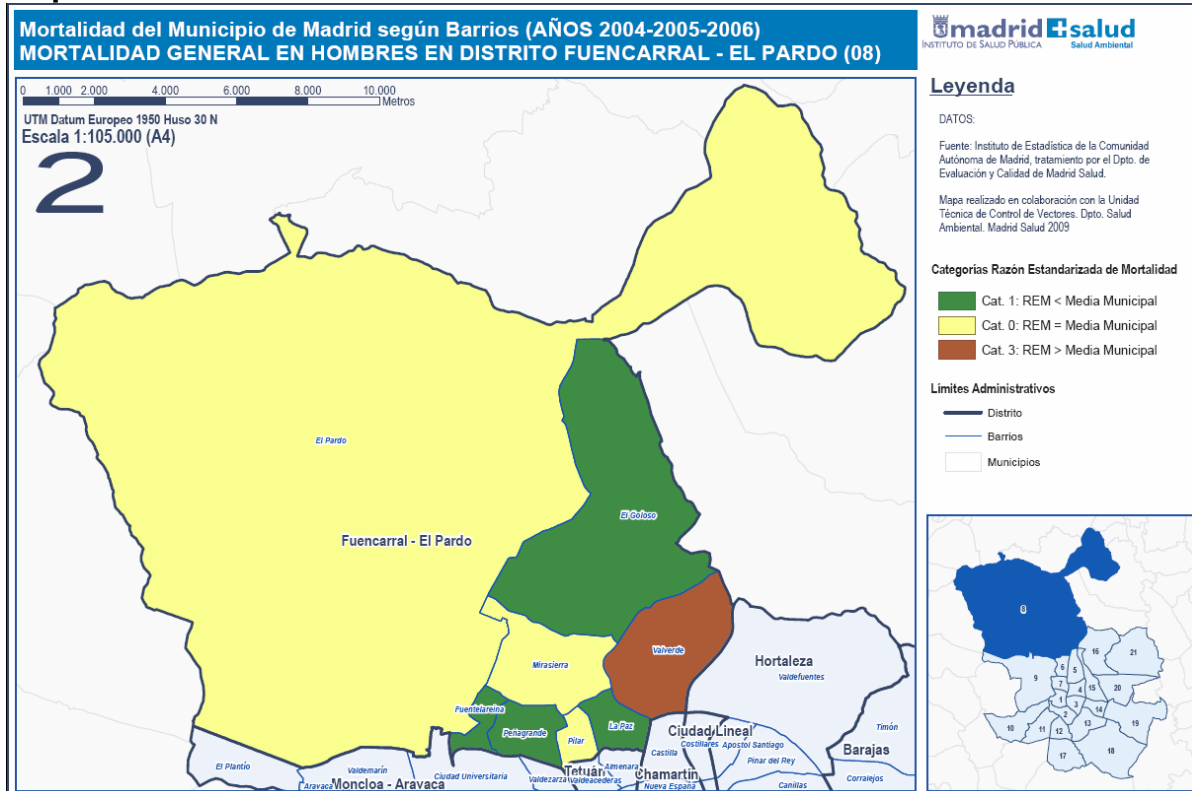 Mortalidad del Municipio de Madrid según Barrios (AÑOS 2004-2005-2006)
MORTALIDAD GENERAL EN HOMBRES EN DISTRITO FUENCARRAL - EL PARDO (08)
madrid +salud
INSTITUTO DE SALUD PÚBLICA
Salud Ambiental
0 1.000 2.000 4.000 6.000 8.000 10.000
Metros
UTM Datum Europeo 1950 Huso 30 N
Escala 1:105.000 (A4)
2
El Pardo
Fuencarral - El Pardo
El Goloso
Mirasierra
Valverde
Hortaleza
Valdefuentes
Fuentelareina
Penagrande
Pilar
La Paz
Ciudad Lineal
Castilla
Costillares
Apostol Santiago
Timón
Barajas
Pinar del Rey
El Plantío
Valdemarín
Ciudad Universitaria
Tetuán
Almenara
Chamartin
Corralejos
Aravaca
Moncloa - Aravaca
Valdezarza
Valdeacederas
Nueva España
Canillas
Leyenda
DATOS:
Fuente: Instituto de Estadística de la Comunidad
Autónoma de Madrid, tratamiento por el Dpto. de
Evaluación y Calidad de Madrid Salud.
Mapa realizado en colaboración con la Unidad
Técnica de Control de Vectores. Dpto. Salud
Ambiental. Madrid Salud 2009
Categorías Razón Estandarizada de Mortalidad
Cat. 1: REM < Media Municipal
Cat. 0: REM = Media Municipal
Cat. 3: REM > Media Municipal
Límites Administrativos
Distrito
Barrios
Municipios
8
16
21
6
5
9
7
4
15
20
1
3
14
2
10
11
12
13
19
17
18